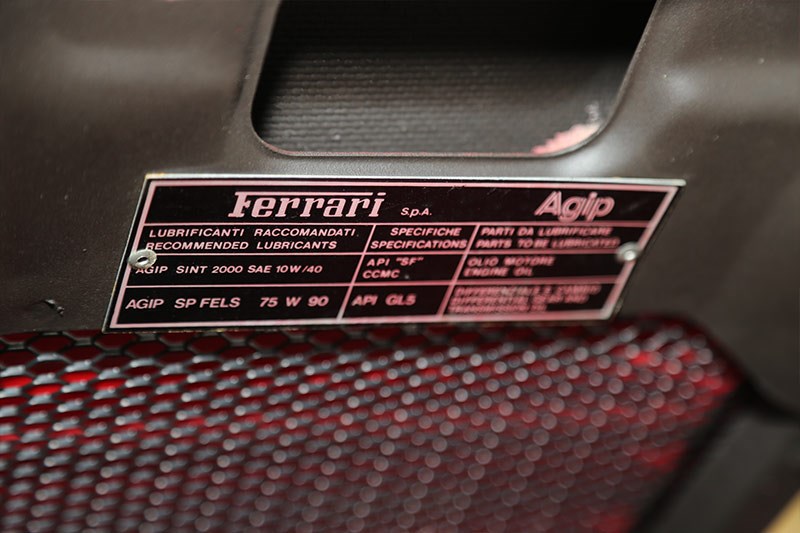 Ferrari S.p.A. Agip
LUBRIFICANTI RACCOMANDATI SPECIFICHE PARTI DA LUBRIFICARE
RECOMMENDED LUBRICANTS SPECIFICATIONS PARTS TO BE LUBRICATED
AGIP SINT 2000 SAE 10W/40 API "SF" CCMC OLIO MOTORE ENGINE OIL
AGIP SP FELS 75 W 90 API GL5